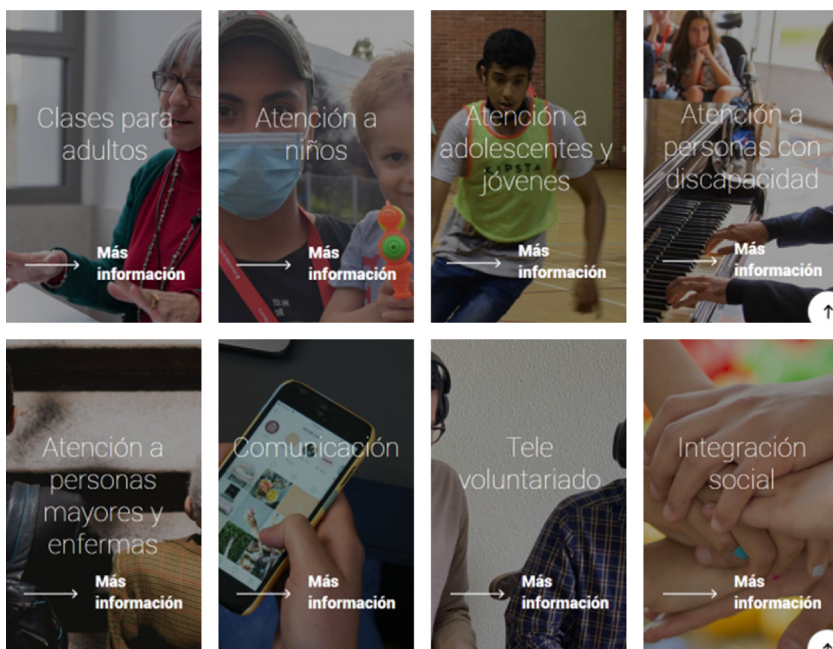 Clases para
adultos
Más
información
Atención a
niños
Más
información
Atención a
adolescentes y
jóvenes
KIPSTA
Más
información
Atención a
personas con
discapacidad
Más
información
Atención a
personas
mayores y
enfermas
Más
información
Comunicación
Más
información
Tele
voluntariado
Más
información
Integración
social
Más
información